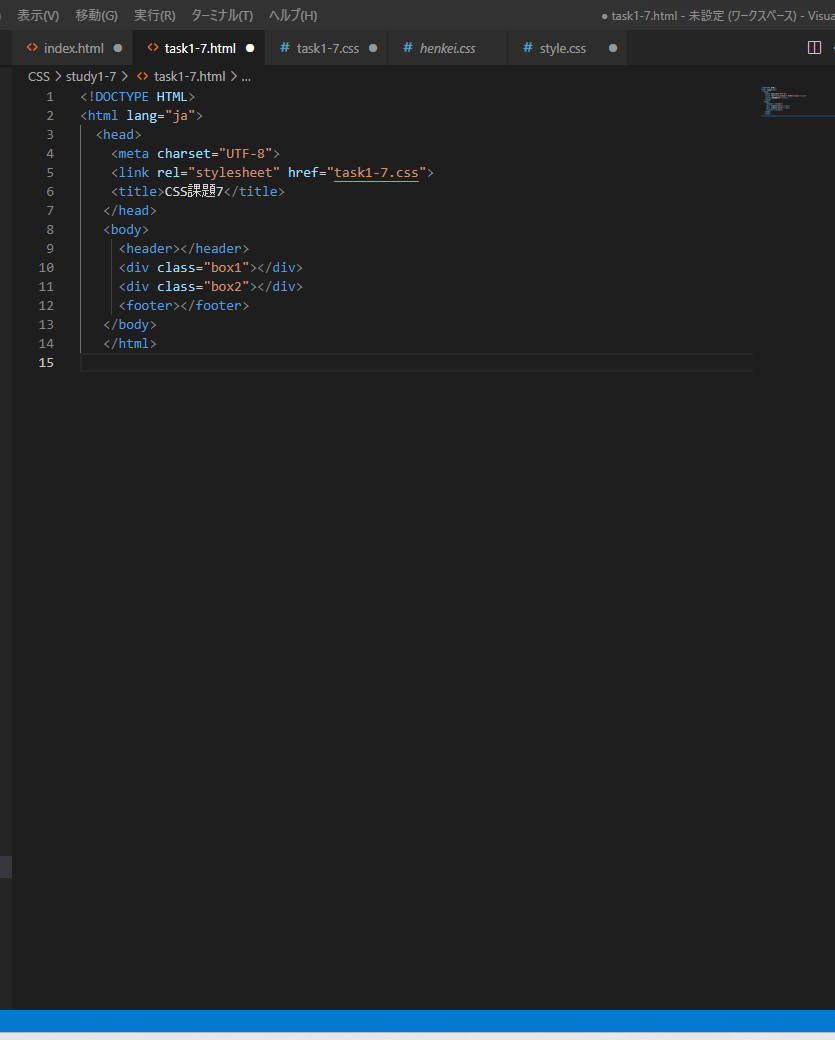 ) 表示(V) 移動(G) 実行(R) ターミナル(T) ヘルプ(H) ● task1-7.html - 未設定 (ワークスペース) - Visua
<> index.html ● <> task1-7.html ● # task1-7.css ● # henkei.css # style.css ●
CSS > study1-7 > <> task1-7.html > ...
1 <!DOCTYPE HTML>
2 <html lang="ja">
3 <head>
4 <meta charset="UTF-8">
5 <link rel="stylesheet" href="task1-7.css">
6 <title>CSS課題7</title>
7 </head>
8 <body>
9 <header></header>
10 <div class="box1"></div>
11 <div class="box2"></div>
12 <footer></footer>
13 </body>
14 </html>
15